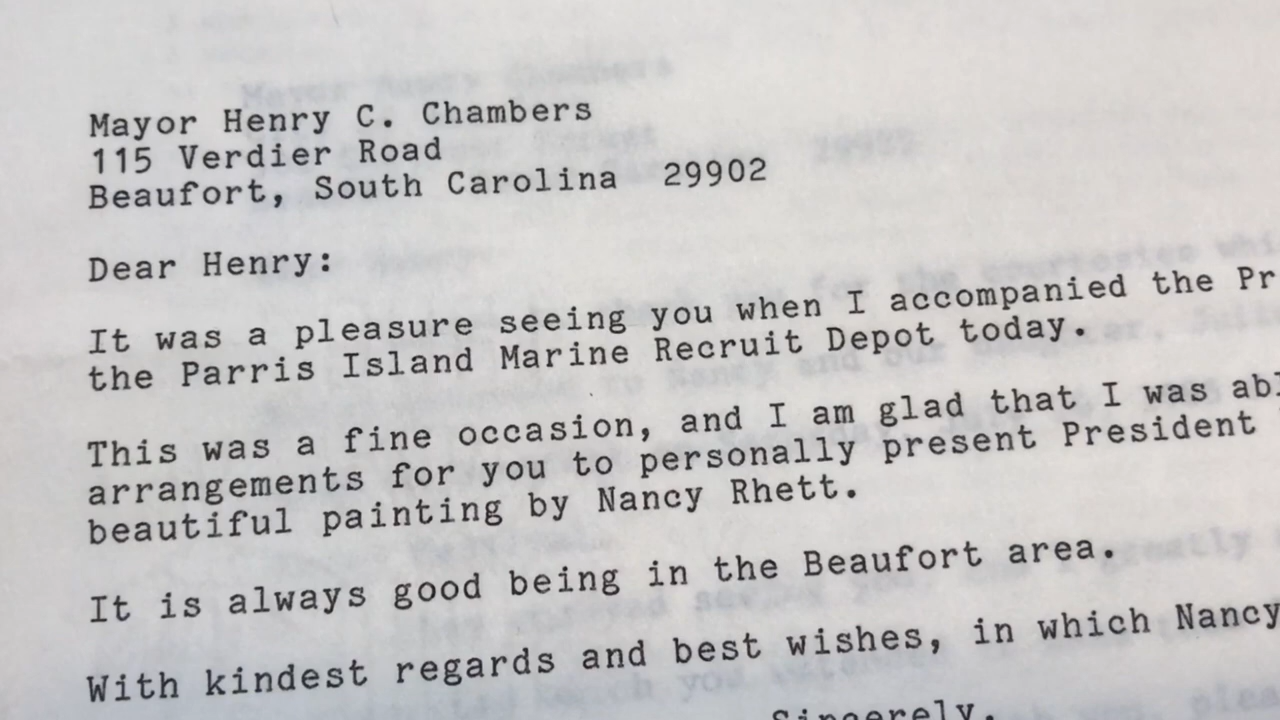 Mayor Henry C. Chambers
115 Verdier Road
Beaufort, South Carolina 29902
Dear Henry:
It was a pleasure seeing you when I accompanied the Pr
the Parris Island Marine Recruit Depot today.
This was a fine occasion, and I am glad that I was abl
arrangements for you to personally present President
beautiful painting by Nancy Rhett.
It is always good being in the Beaufort area.
With kindest regards and best wishes, in which Nancy
Sincerely,